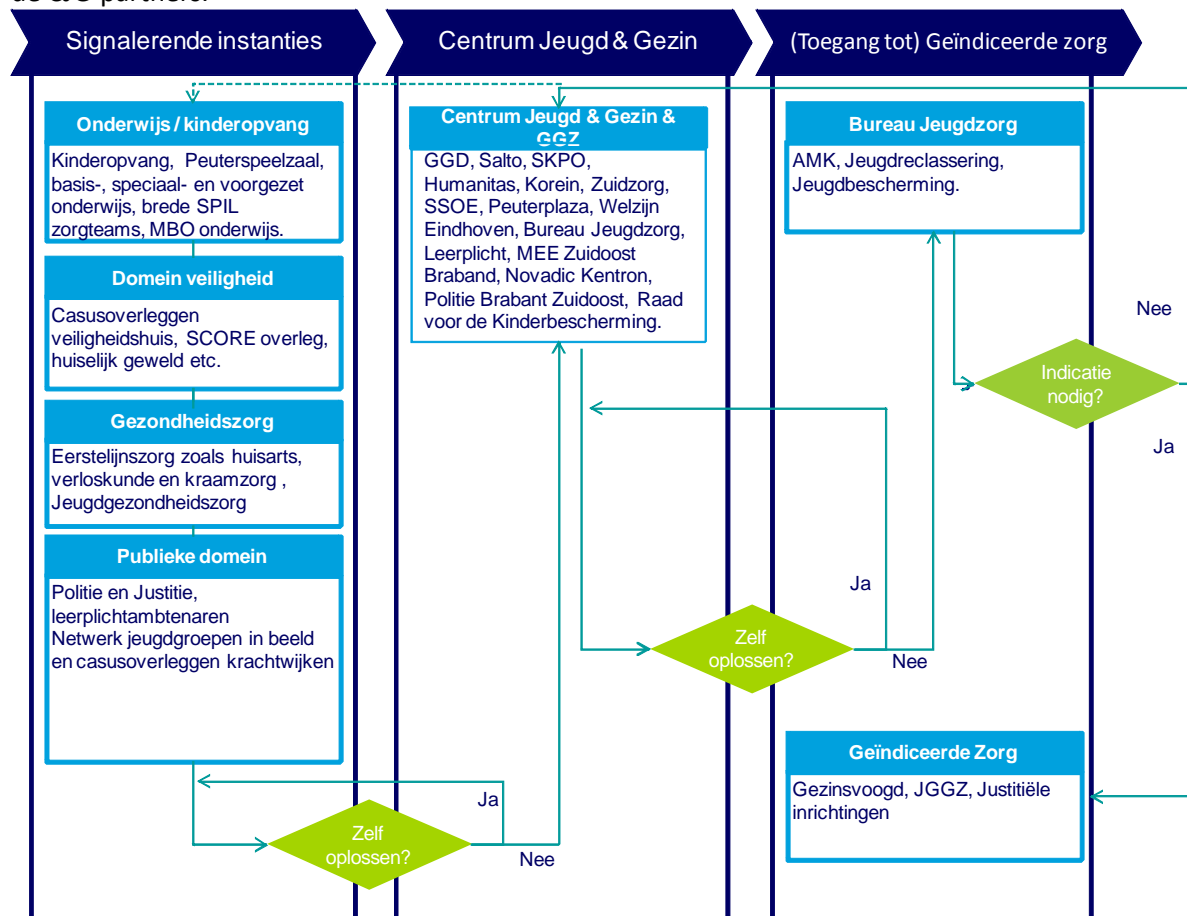 de partners.
Signalerende instanties
Centrum Jeugd & Gezin
(Toegang tot) Geïndiceerde zorg
Onderwijs / kinderopvang
Kinderopvang, Peuterspeelzaal,
basis-, speciaal- en voorgezet
onderwijs, brede SPIL
zorgteams, MBO onderwijs.
Domein veiligheid
Casusoverleggen
veiligheidshuis, SCORE overleg,
huiselijk geweld etc.
Gezondheidszorg
Eerstelijnszorg zoals huisarts,
verloskunde en kraamzorg ,
Jeugdgezondheidszorg
Publieke domein
Politie en Justitie,
leerplichtambtenaren
Netwerk jeugdgroepen in beeld
en casusoverleggen krachtwijken
Ja
Zelf
oplossen?
Nee
Centrum Jeugd & Gezin &
GGZ
GGD, Salto, SKPO,
Humanitas, Korein, Zuidzorg,
SSOE, Peuterplaza, Welzijn
Eindhoven, Bureau Jeugdzorg,
Leerplicht, MEE Zuidoost
Braband, Novadic Kentron,
Politie Brabant Zuidoost, Raad
voor de Kinderbescherming.
Ja
Zelf
oplossen?
Nee
Bureau Jeugdzorg
AMK, Jeugdreclassering,
Jeugdbescherming.
Nee
Indicatie
nodig?
Ja
Geïndiceerde Zorg
Gezinsvoogd, JGGZ, Justitiële
inrichtingen